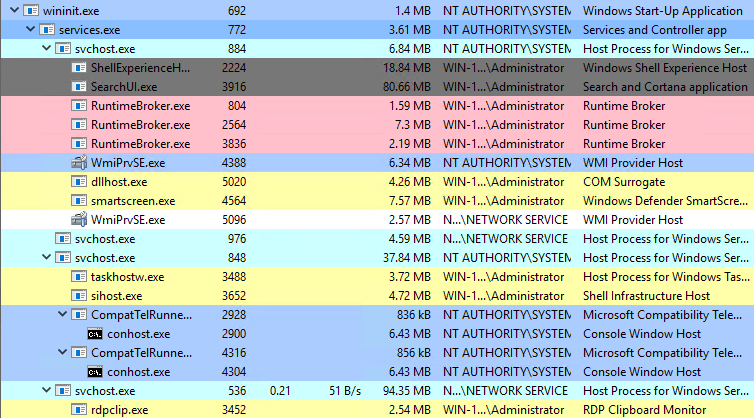 wininit.exe 692 1.4 MB NT AUTHORITY\SYSTEM Windows Start-Up Application
services.exe 772 3.61 MB NT AUTHORITY\SYSTEM Services and Controller app
svchost.exe 884 6.84 MB NT AUTHORITY\SYSTEM Host Process for Windows Ser...
ShellExperienceH... 2224 18.84 MB WIN-1...\Administrator Windows Shell Experience Host
SearchUI.exe 3916 80.66 MB WIN-1...\Administrator Search and Cortana application
RuntimeBroker.exe 804 1.59 MB WIN-1...\Administrator Runtime Broker
RuntimeBroker.exe 2564 7.3 MB WIN-1...\Administrator Runtime Broker
RuntimeBroker.exe 3836 2.19 MB WIN-1...\Administrator Runtime Broker
WmiPrvSE.exe 4388 6.34 MB NT AUTHORITY\SYSTEM WMI Provider Host
dllhost.exe 5020 4.26 MB WIN-1...\Administrator COM Surrogate
smartscreen.exe 4564 7.57 MB WIN-1...\Administrator Windows Defender SmartScre...
WmiPrvSE.exe 5096 2.57 MB N...\NETWORK SERVICE WMI Provider Host
svchost.exe 976 4.59 MB N...\NETWORK SERVICE Host Process for Windows Ser...
svchost.exe 848 37.84 MB NT AUTHORITY\SYSTEM Host Process for Windows Ser...
taskhostw.exe 3488 3.72 MB WIN-1...\Administrator Host Process for Windows Tas...
sihost.exe 3652 4.72 MB WIN-1...\Administrator Shell Infrastructure Host
CompatTelRunne... 2928 836 kB NT AUTHORITY\SYSTEM Microsoft Compatibility Tele...
conhost.exe 2900 6.43 MB NT AUTHORITY\SYSTEM Console Window Host
CompatTelRunne... 4316 856 kB NT AUTHORITY\SYSTEM Microsoft Compatibility Tele...
conhost.exe 4304 6.43 MB NT AUTHORITY\SYSTEM Console Window Host
svchost.exe 536 0.21 51 B/s 94.35 MB N...\NETWORK SERVICE Host Process for Windows Ser...
rdpclip.exe 3452 2.54 MB WIN-1...\Administrator RDP Clipboard Monitor